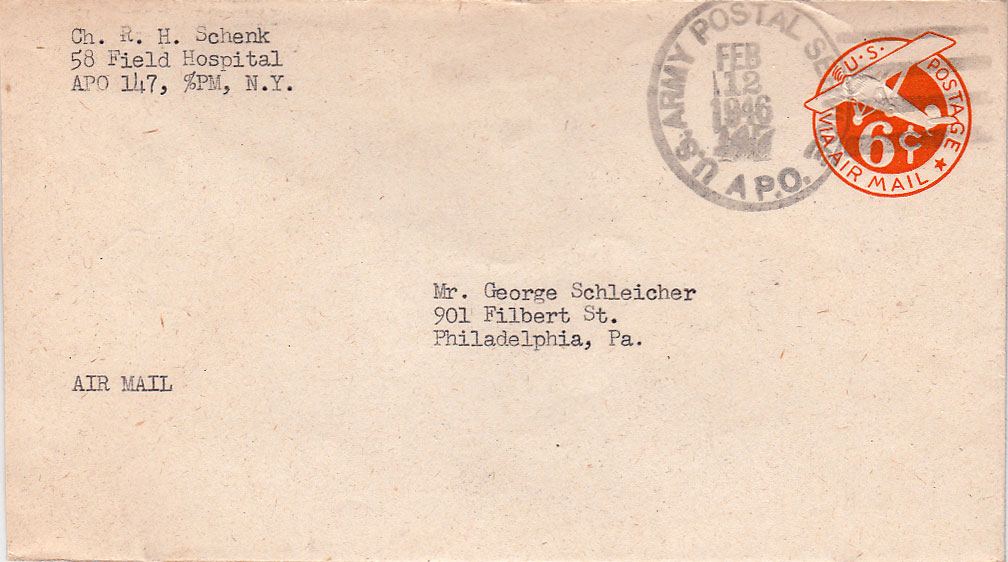 Ch. R. H. Schenk
58 Field Hospital
APO 147, %PM, N.Y.
U.S. ARMY POSTAL
A.P.O.
FEB
12
1946
U.S. POSTAGE
6¢
VIA AIR MAIL
Mr. George Schleicher
901 Filbert St.
Philadelphia, Pa.
AIR MAIL